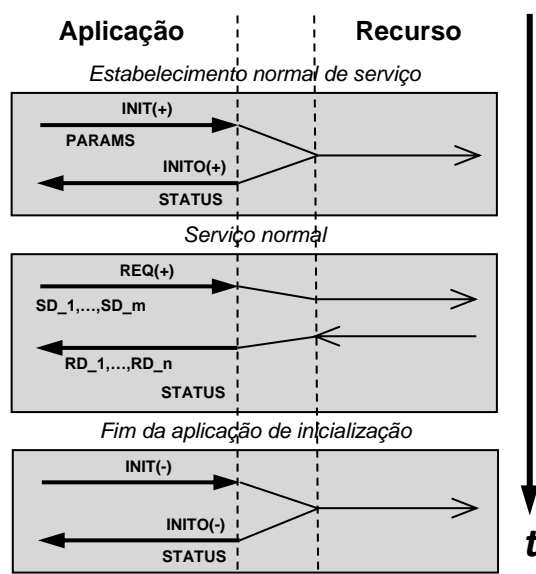 Aplicação Recurso
Estabelecimento normal de serviço
INIT(+)
PARAMS
INITO(+)
STATUS
Serviço normal
REQ(+)
SD_1,...,SD_m
RD_1,...,RD_n
STATUS
Fim da aplicação de inicialização
INIT(-)
INITO(-)
STATUS
t